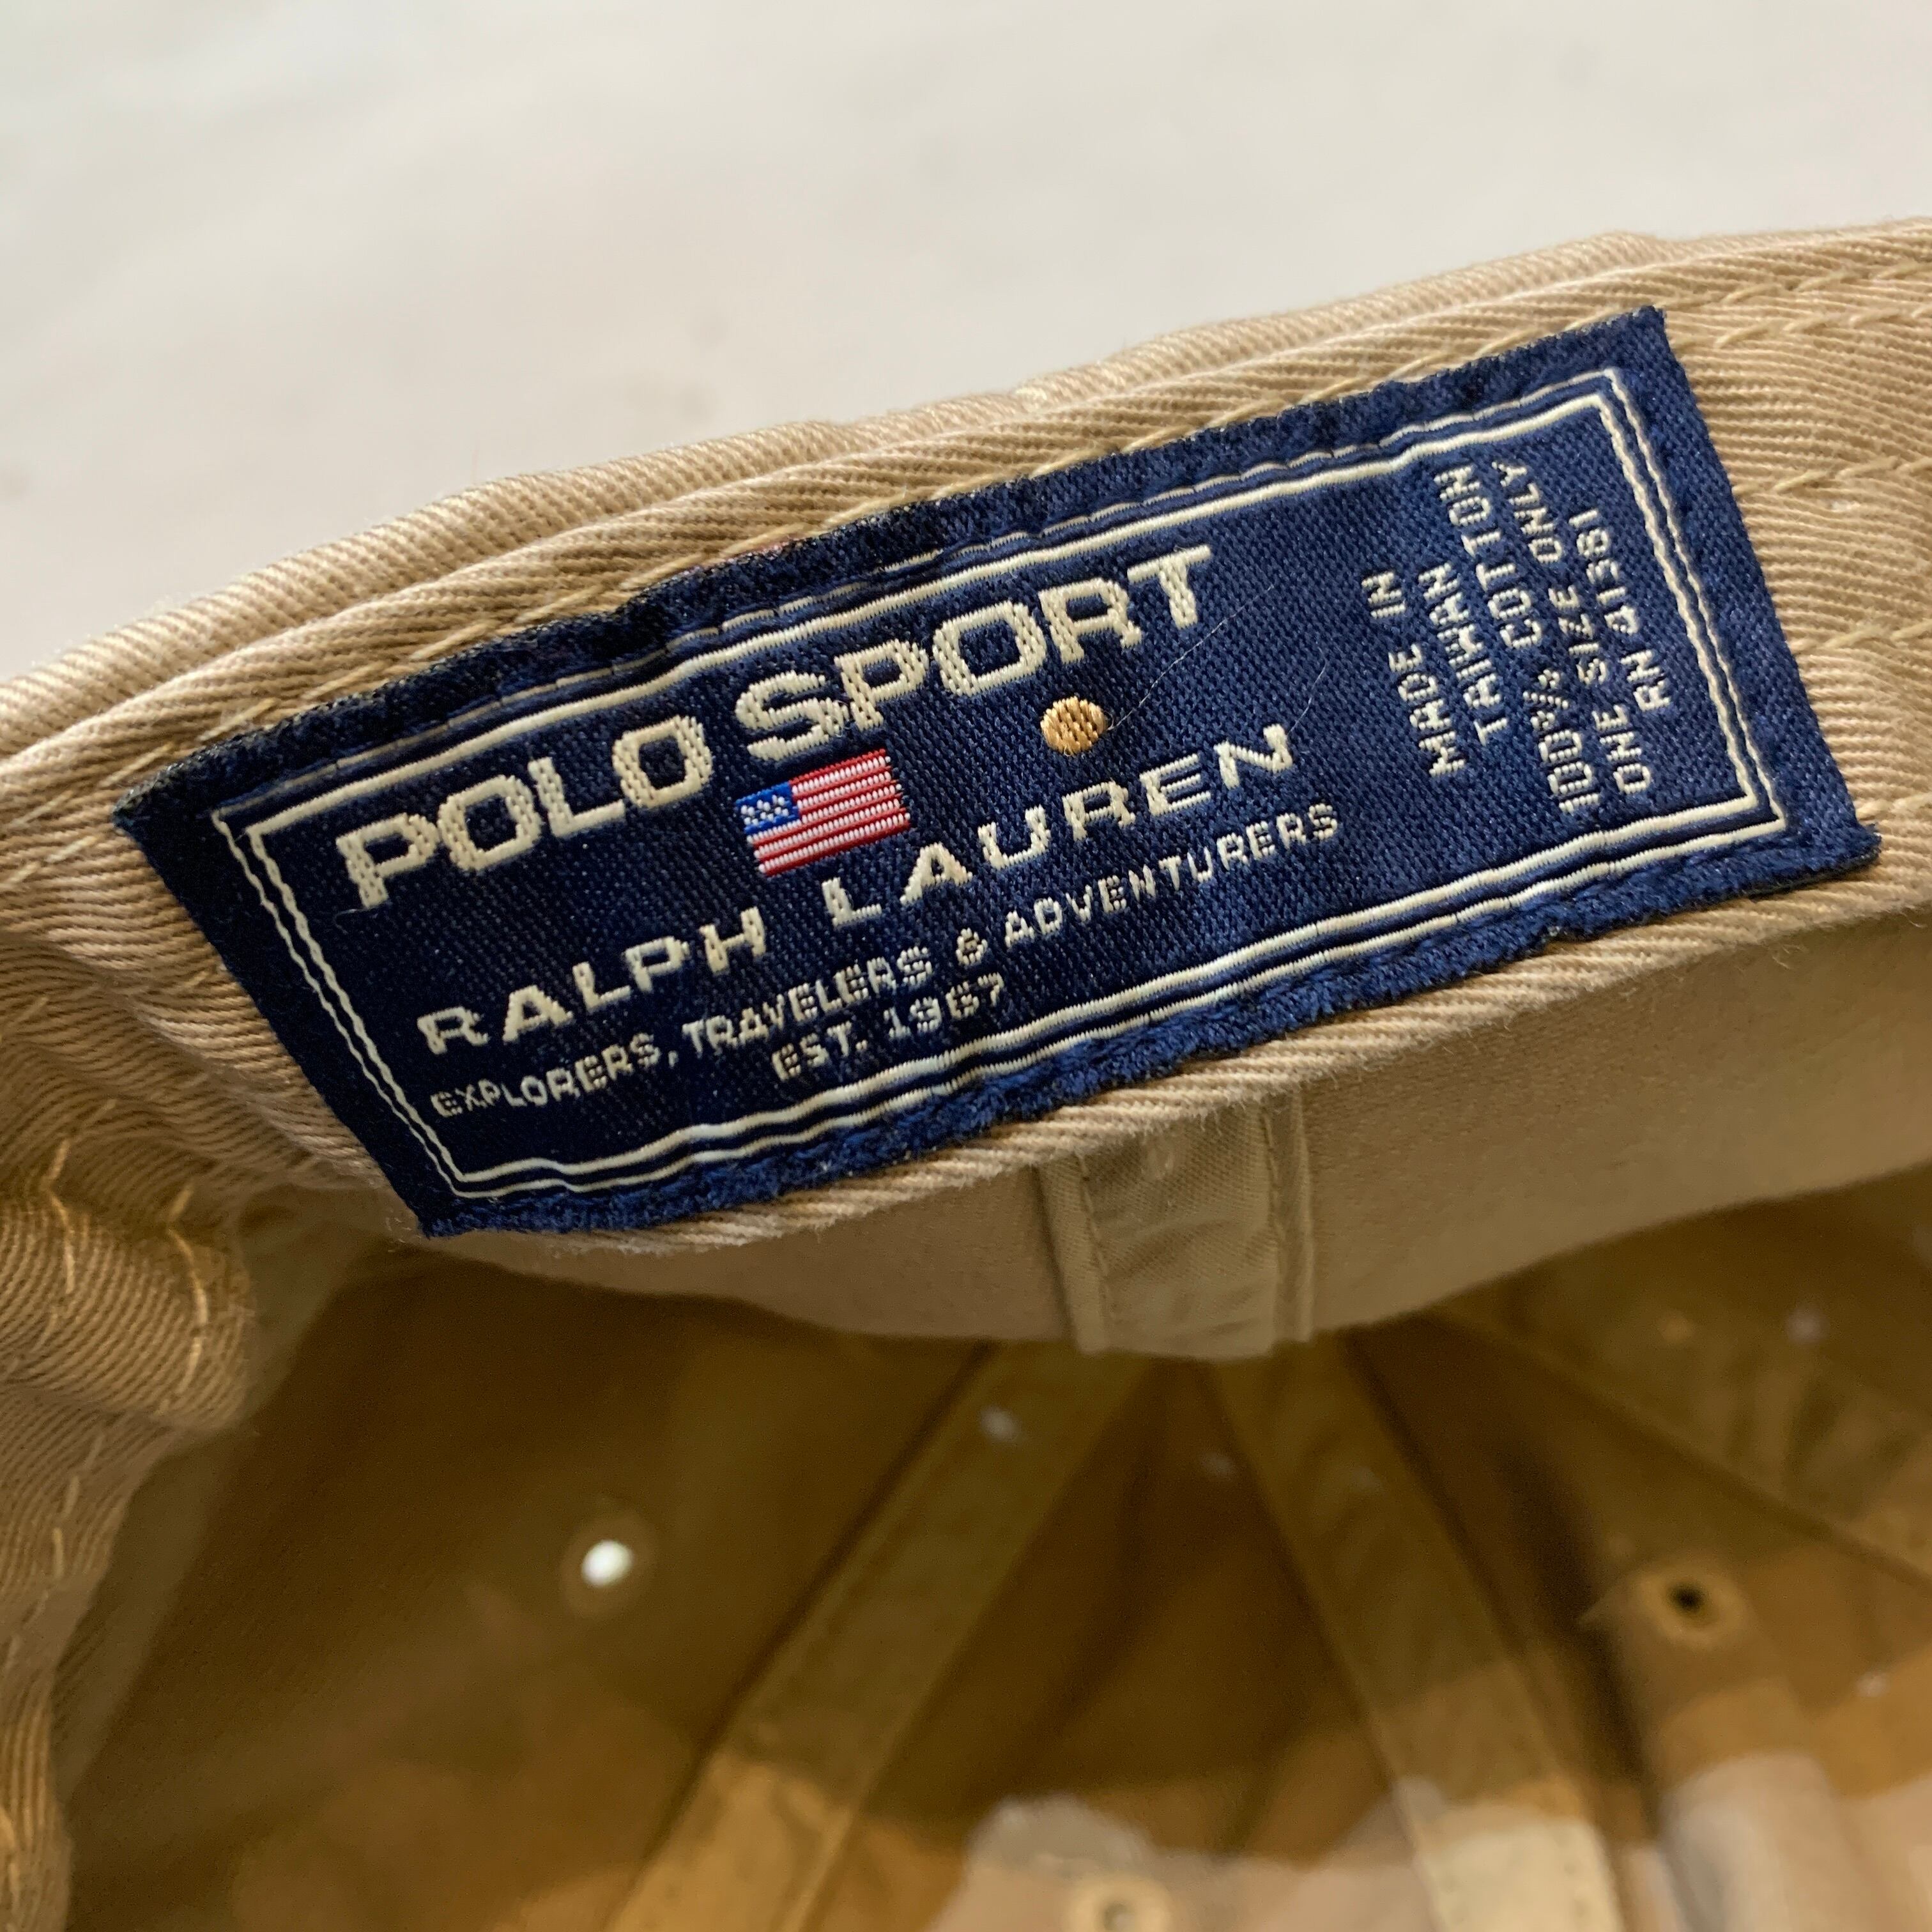 POLO SPORT
RALPH LAUREN
EXPLORERS, TRAVELERS & ADVENTURERS
EST. 1967
MADE IN
TAIWAN
100% COTTON
ONE SIZE ONLY
RN 41381